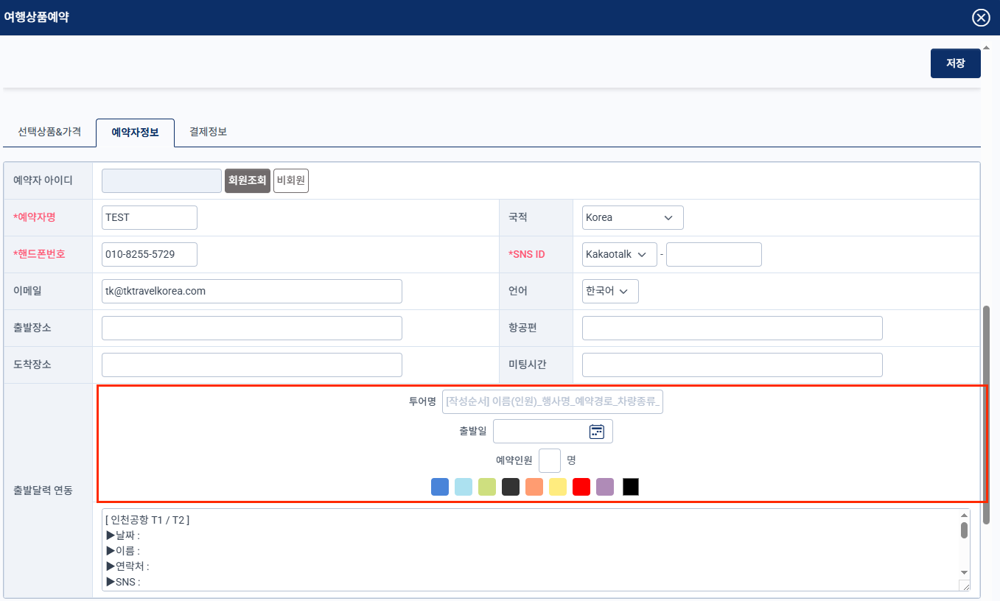 여행상품예약
저장
선택상품&가격 예약자정보 결제정보
예약자 아이디 회원조회 비회원
*예약자명 TEST 국적 Korea
*핸드폰번호 010-8255-5729 *SNS ID Kakaotalk -
이메일 tk@tktravelkorea.com 언어 한국어
출발장소 항공편
도착장소 미팅시간
투어명 [작성순서] 이름(인원)_행사명_예약경로_차량종류_
출발일
예약인원 명
출발달력 연동
[ 인천공항 T1 / T2 ]
▶날짜 :
▶이름 :
▶연락처 :
▶SNS :